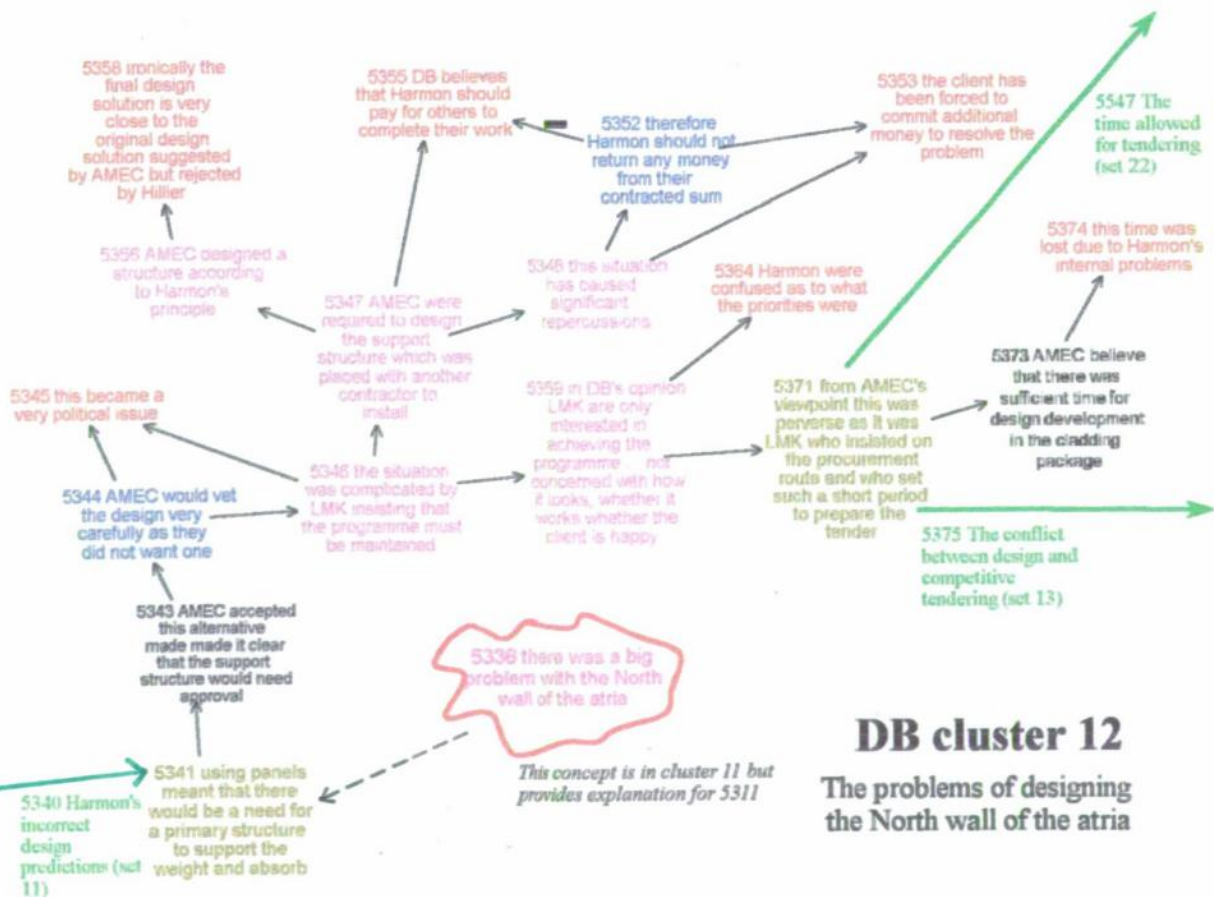 5358 ironically the
final design
solution is very
close to the
original design
solution suggested
by AMEC but rejected
by Hillier
5355 DB believes
that Harmon should
pay for others to
complete their work
5352 therefore
Harmon should not
return any money
from their
contracted sum
5353 the client has
been forced to
commit additional
money to resolve the
problem
5547 The
time allowed
for tendering
(set 22)
5356 AMEC designed a
structure according
to Harmon's
principle
5347 AMEC were
required to design
the support
structure which was
placed with another
contractor to
install
5348 this situation
has caused
significant
repercussions
5364 Harmon were
confused as to what
the priorities were
5374 this time was
lost due to Harmon's
internal problems
5345 this became a
very political issue
5359 in DB's opinion
LMK are only
interested in
achieving the
programme . not
concerned with how
it looks, whether it
works whether the
client is happy
5371 from AMEC's
viewpoint this was
perverse as it was
LMK who insisted on
the procurement
route and who set
such a short period
to prepare the
tender
5373 AMEC believe
that there was
sufficient time for
design development
in the cladding
package
5344 AMEC would vet
the design very
carefully as they
did not want one
5346 the situation
was complicated by
LMK insisting that
the programme must
be maintained
5375 The conflict
between design and
competitive
tendering (set 13)
5343 AMEC accepted
this alternative
made made it clear
that the support
structure would need
approval
5336 there was a big
problem with the North
wall of the atria
This concept is in cluster 11 but
provides explanation for 5311
DB cluster 12
The problems of designing
the North wall of the atria
5340 Harmon's
incorrect
design
predictions (set
11)
5341 using panels
meant that there
would be a need for
a primary structure
to support the
weight and absorb